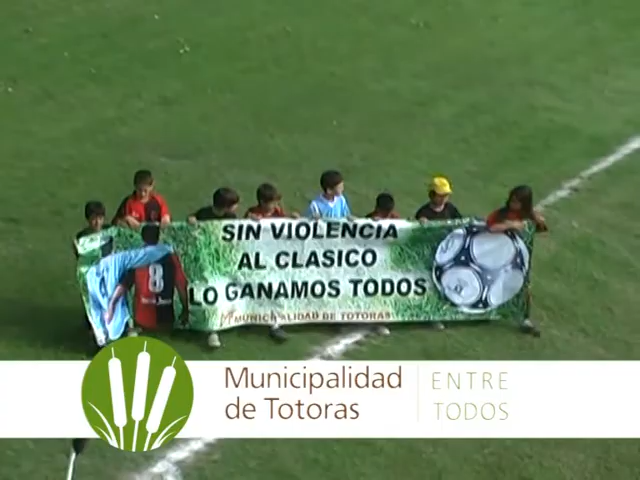 SIN VIOLENCIA
AL CLASICO
LO GANAMOS TODOS
MUNICIPALIDAD DE TOTORAS
8
Municipalidad
de Totoras
ENTRE
TODOS